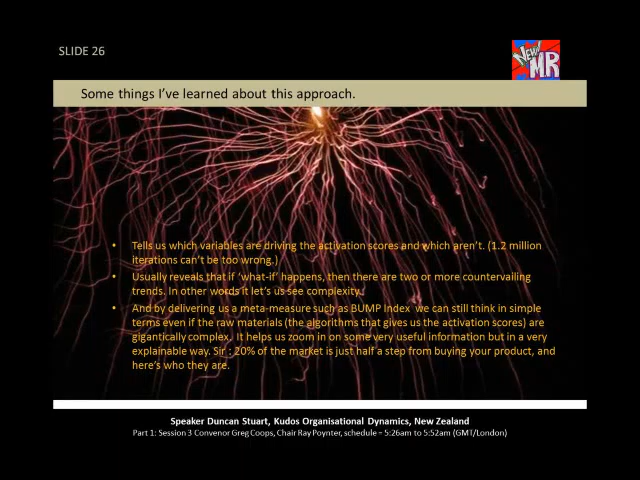 SLIDE 26
New!
MR
Some things I've learned about this approach.
• Tells us which variables are driving the activation scores and which aren't. (1.2 million
iterations can't be too wrong.)
• Usually reveals that if 'what-if' happens, then there are two or more countervailing
trends. In other words it let's us see complexity.
• And by delivering us a meta-measure such as BUMP Index we can still think in simple
terms even if the raw materials (the algorithms that gives us the activation scores) are
gigantically complex. It helps us zoom in on some very useful information but in a very
explainable way. Sir : 20% of the market is just half a step from buying your product, and
here's who they are.
Speaker Duncan Stuart, Kudos Organisational Dynamics, New Zealand
Part 1: Session 3 Convenor Greg Coops, Chair Ray Poynter, schedule = 5:26am to 5:52am (GMT/London)